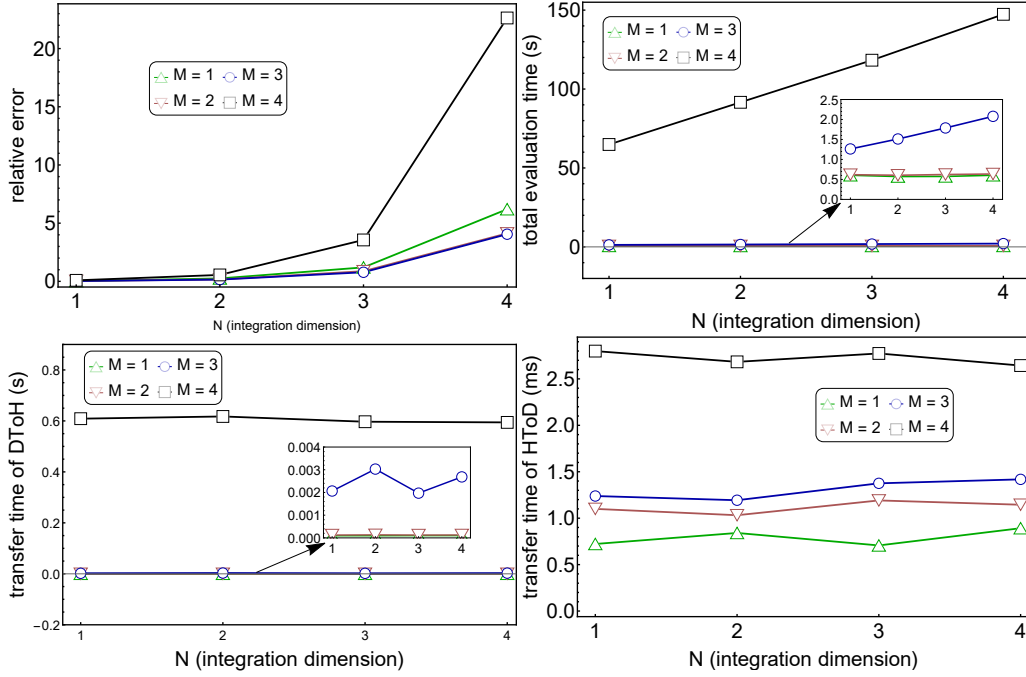 relative error
20
15
10
5
0
M = 1 M = 3
M = 2 M = 4
1 2 3 4
N (integration dimension)
total evaluation time (s)
150
100
50
0
M = 1 M = 3
M = 2 M = 4
2.5
2.0
1.5
1.0
0.5
0.0
1 2 3 4
1 2 3 4
N (integration dimension)
transfer time of DToH (s)
0.8
0.6
0.4
0.2
0.0
−0.2
M = 1 M = 3
M = 2 M = 4
0.004
0.003
0.002
0.001
0.000
1 2 3 4
1 2 3 4
N (integration dimension)
transfer time of HToD (ms)
2.5
2.0
1.5
1.0
0.5
0.0
M = 1 M = 3
M = 2 M = 4
1 2 3 4
N (integration dimension)